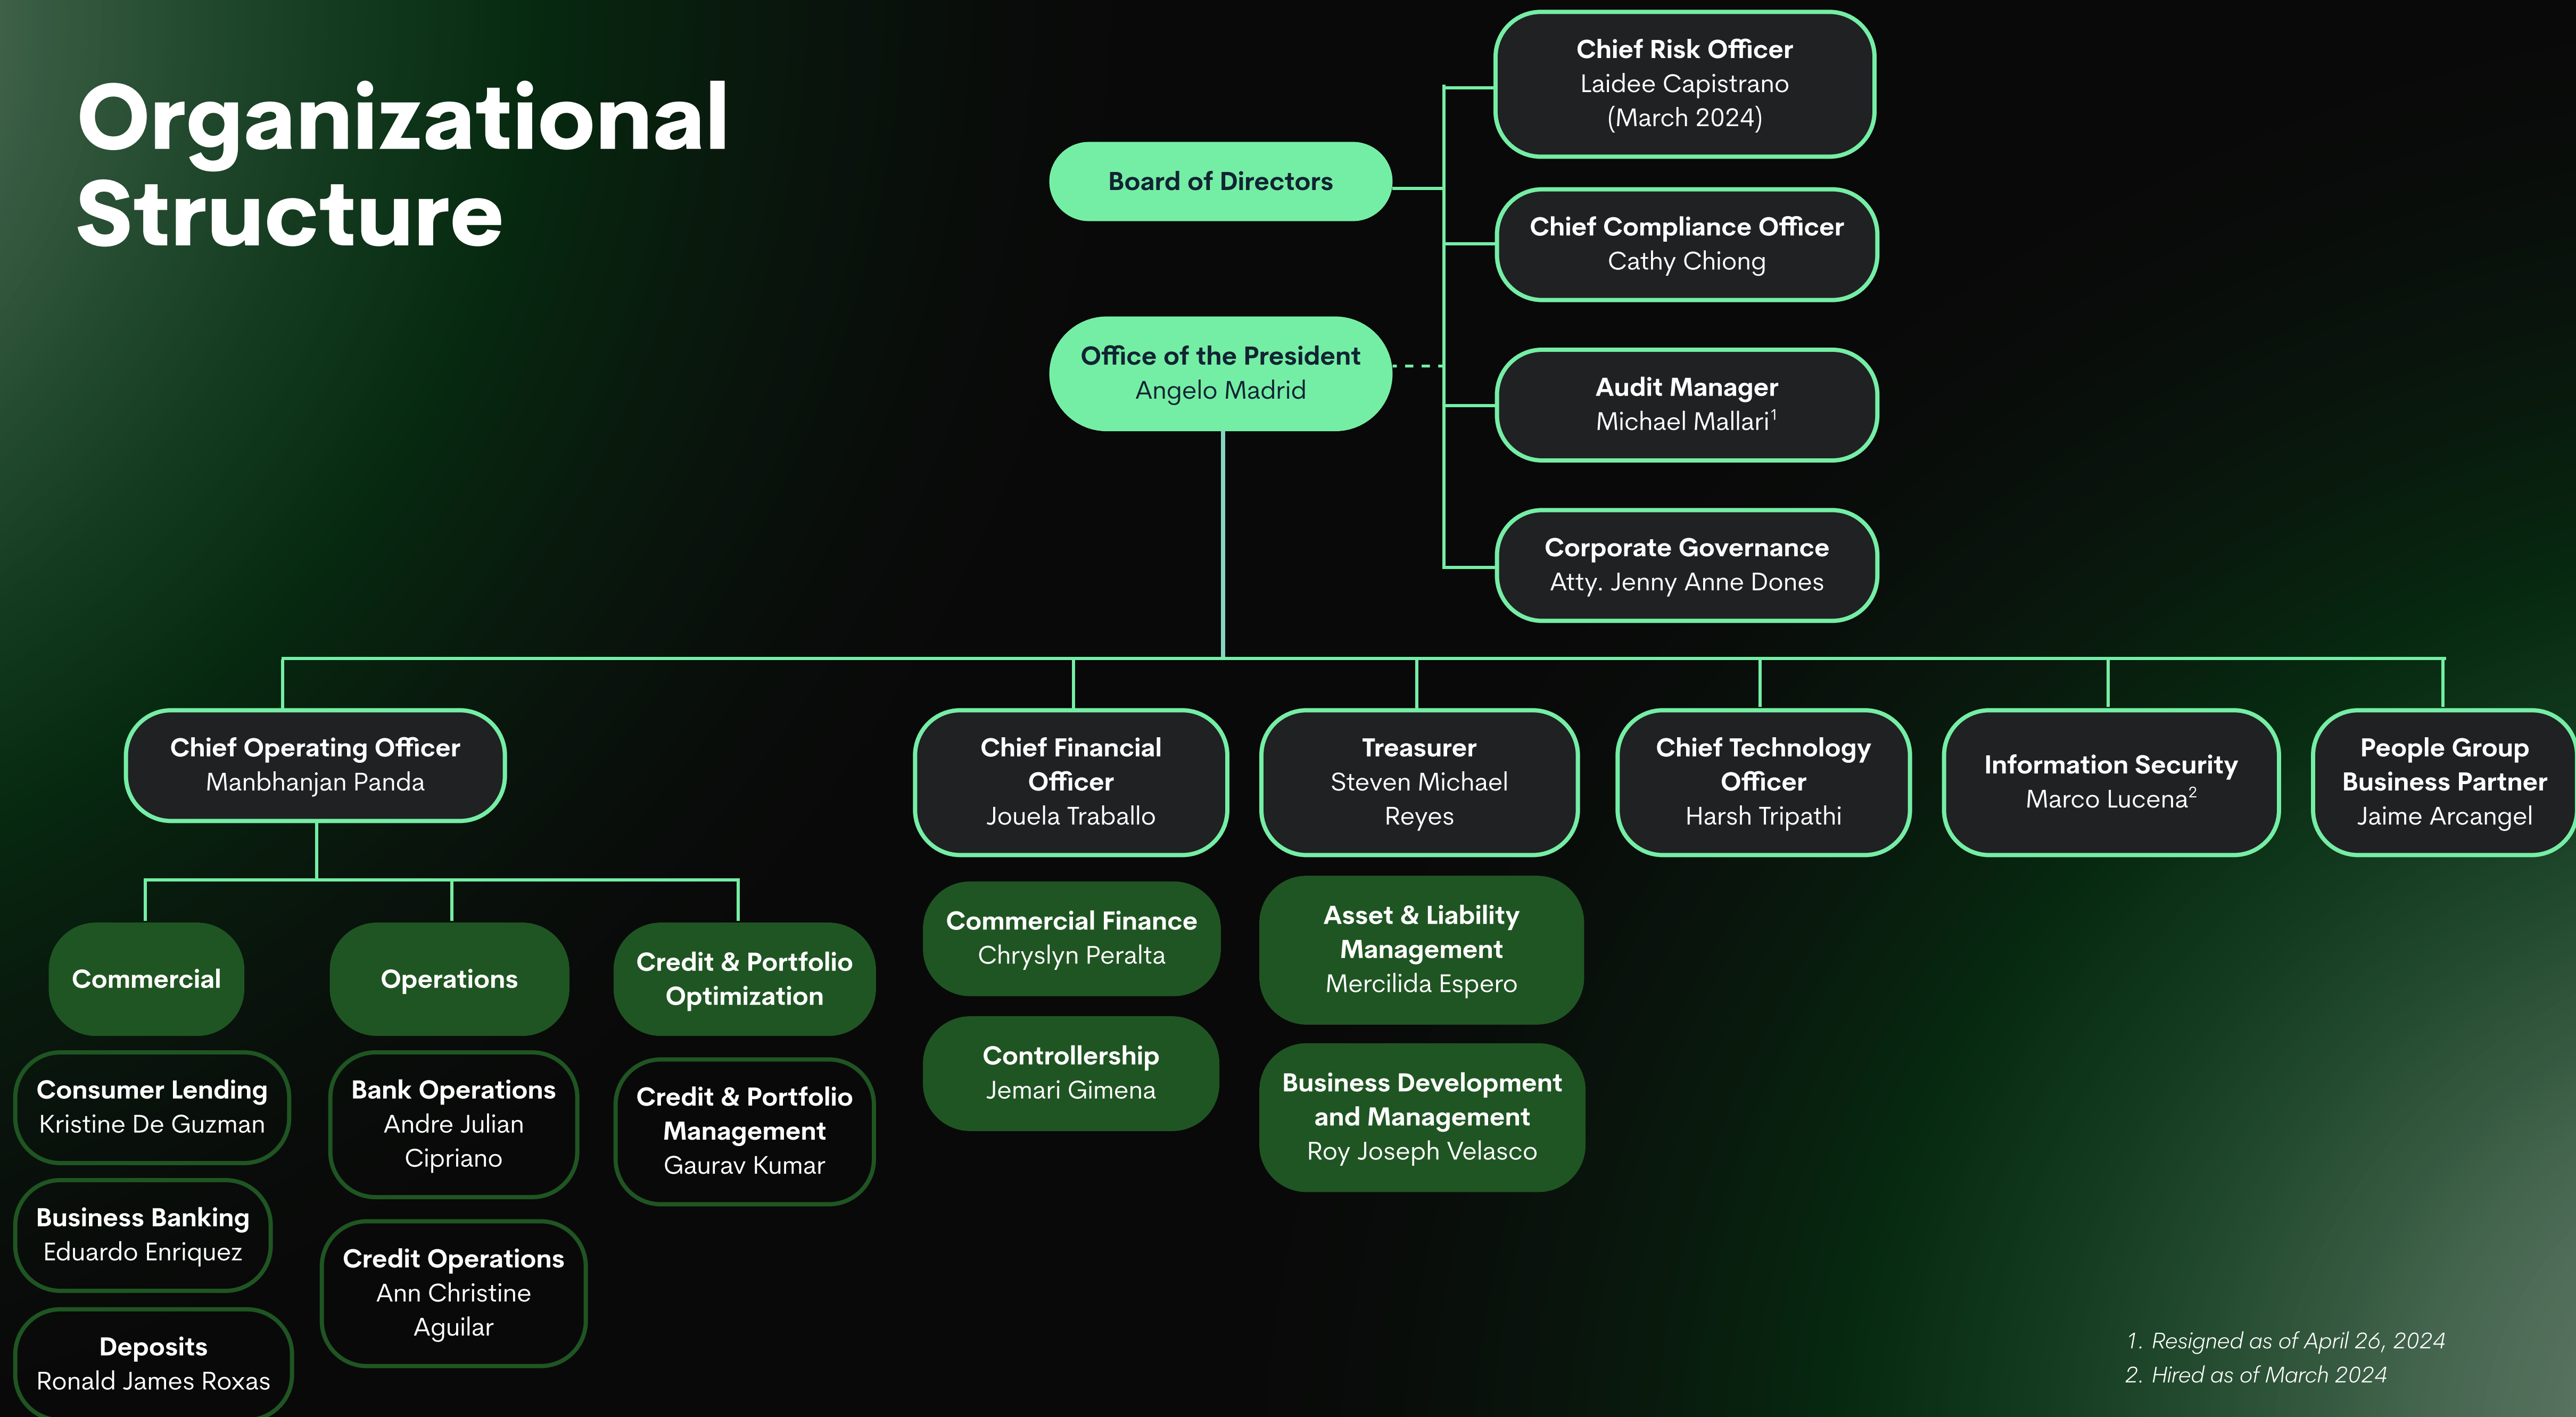 Organizational
Structure
Board of Directors
Office of the President
Angelo Madrid
Chief Risk Officer
Laidee Capistrano
(March 2024)
Chief Compliance Officer
Cathy Chiong
Audit Manager
Michael Mallari¹
Corporate Governance
Atty. Jenny Anne Dones
Chief Operating Officer
Manbhanjan Panda
Commercial
Consumer Lending
Kristine De Guzman
Business Banking
Eduardo Enriquez
Deposits
Ronald James Roxas
Operations
Bank Operations
Andre Julian
Cipriano
Credit Operations
Ann Christine
Aguilar
Credit & Portfolio
Optimization
Credit & Portfolio
Management
Gaurav Kumar
Chief Financial
Officer
Jouela Traballo
Commercial Finance
Chryslyn Peralta
Controllership
Jemari Gimena
Treasurer
Steven Michael
Reyes
Asset & Liability
Management
Mercilida Espero
Business Development
and Management
Roy Joseph Velasco
Chief Technology
Officer
Harsh Tripathi
Information Security
Marco Lucena²
People Group
Business Partner
Jaime Arcangel
1. Resigned as of April 26, 2024
2. Hired as of March 2024